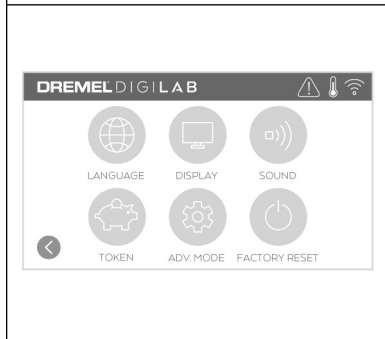 DREMEL DIGILAB
LANGUAGE DISPLAY SOUND
TOKEN ADV. MODE FACTORY RESET